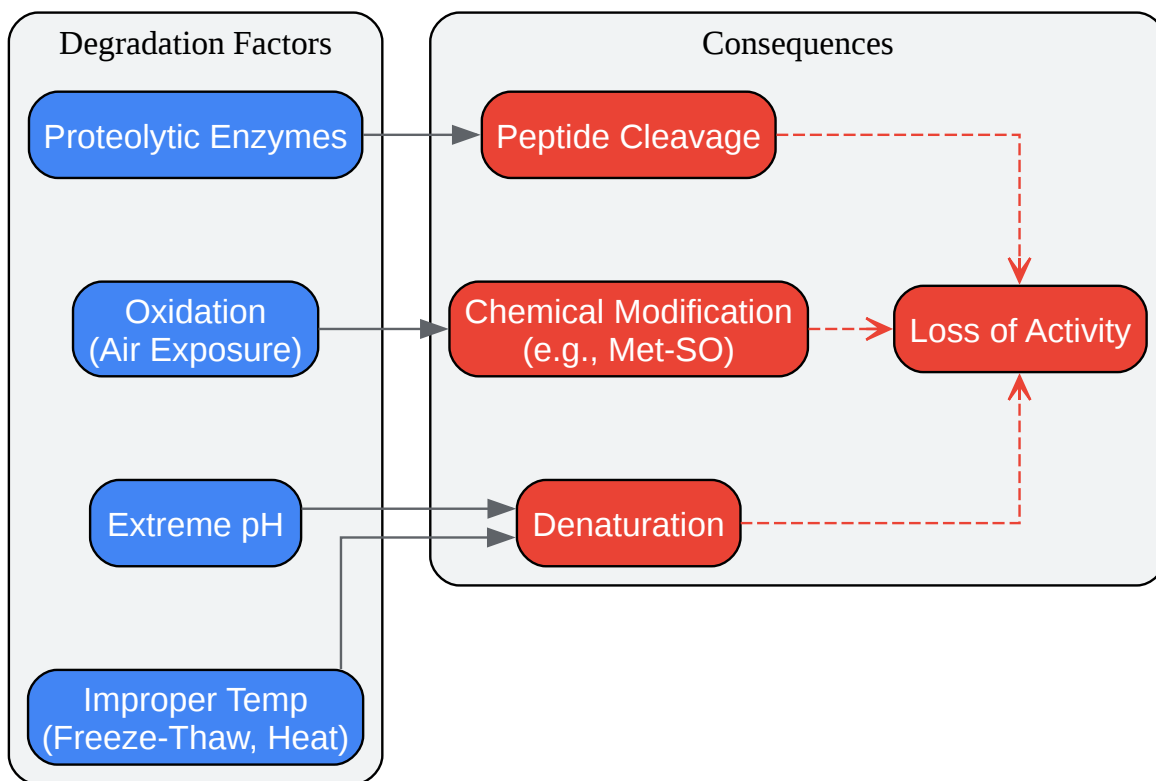 Degradation Factors
Consequences
Proteolytic Enzymes
Peptide Cleavage
Oxidation
(Air Exposure)
Chemical Modification
(e.g., Met-SO)
Loss of Activity
Extreme pH
Denaturation
Improper Temp
(Freeze-Thaw, Heat)